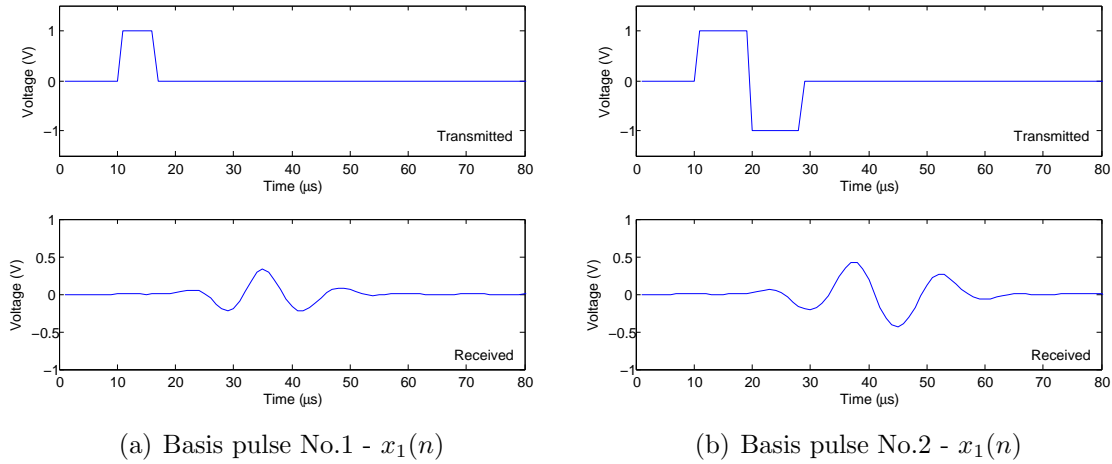 1
0
−1
Voltage (V)
Transmitted
0 10 20 30 40 50 60 70 80
Time (μs)
1
0.5
0
−0.5
−1
Voltage (V)
Received
0 10 20 30 40 50 60 70 80
Time (μs)
(a) Basis pulse No.1 - x₁(n)
1
0
−1
Voltage (V)
Transmitted
0 10 20 30 40 50 60 70 80
Time (μs)
1
0.5
0
−0.5
−1
Voltage (V)
Received
0 10 20 30 40 50 60 70 80
Time (μs)
(b) Basis pulse No.2 - x₁(n)